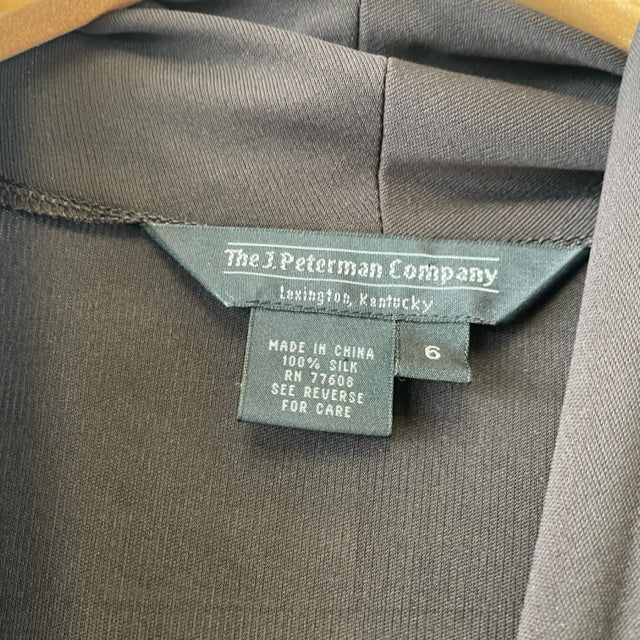 The J. Peterman Company
Lexington, Kentucky
MADE IN CHINA
100% SILK
RN 77608
SEE REVERSE
FOR CARE
6